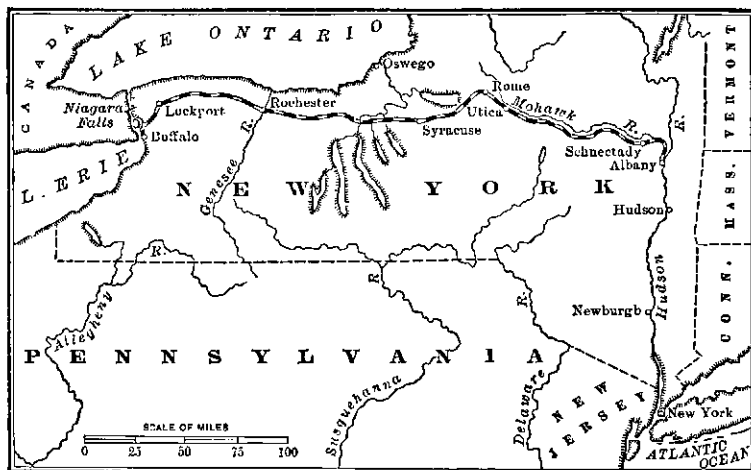 CANADA
LAKE ONTARIO
Oswego
Niagara
Falls
Lockport
Rochester
Rome
Mohawk
R.
Utica
Syracuse
Schnectady
Albany
Buffalo
L. ERIE
Genesee
R.
NEW YORK
R.
VERMONT
MASS.
CONN.
Hudson
Hudson
Newburgh
R.
Allegheny
R.
Susquehanna
R.
Delaware
PENNSYLVANIA
NEW
JERSEY
New York
ATLANTIC
OCEAN
SCALE OF MILES
0 25 50 75 100